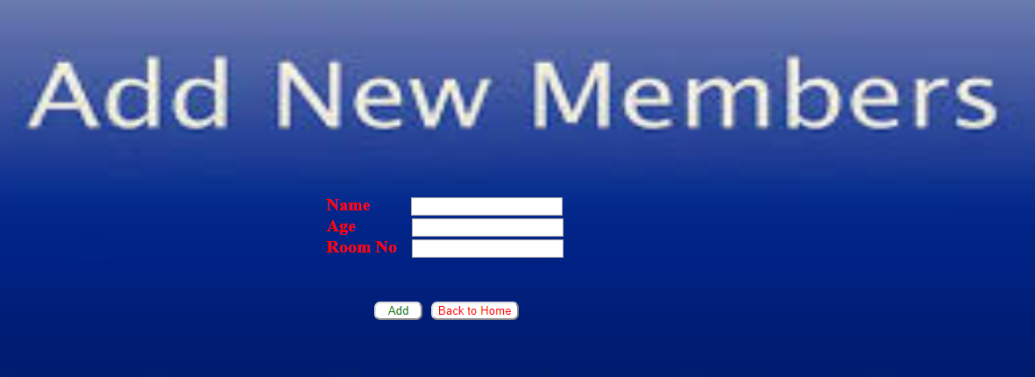 Add New Members
Name
Age
Room No
Add Back to Home